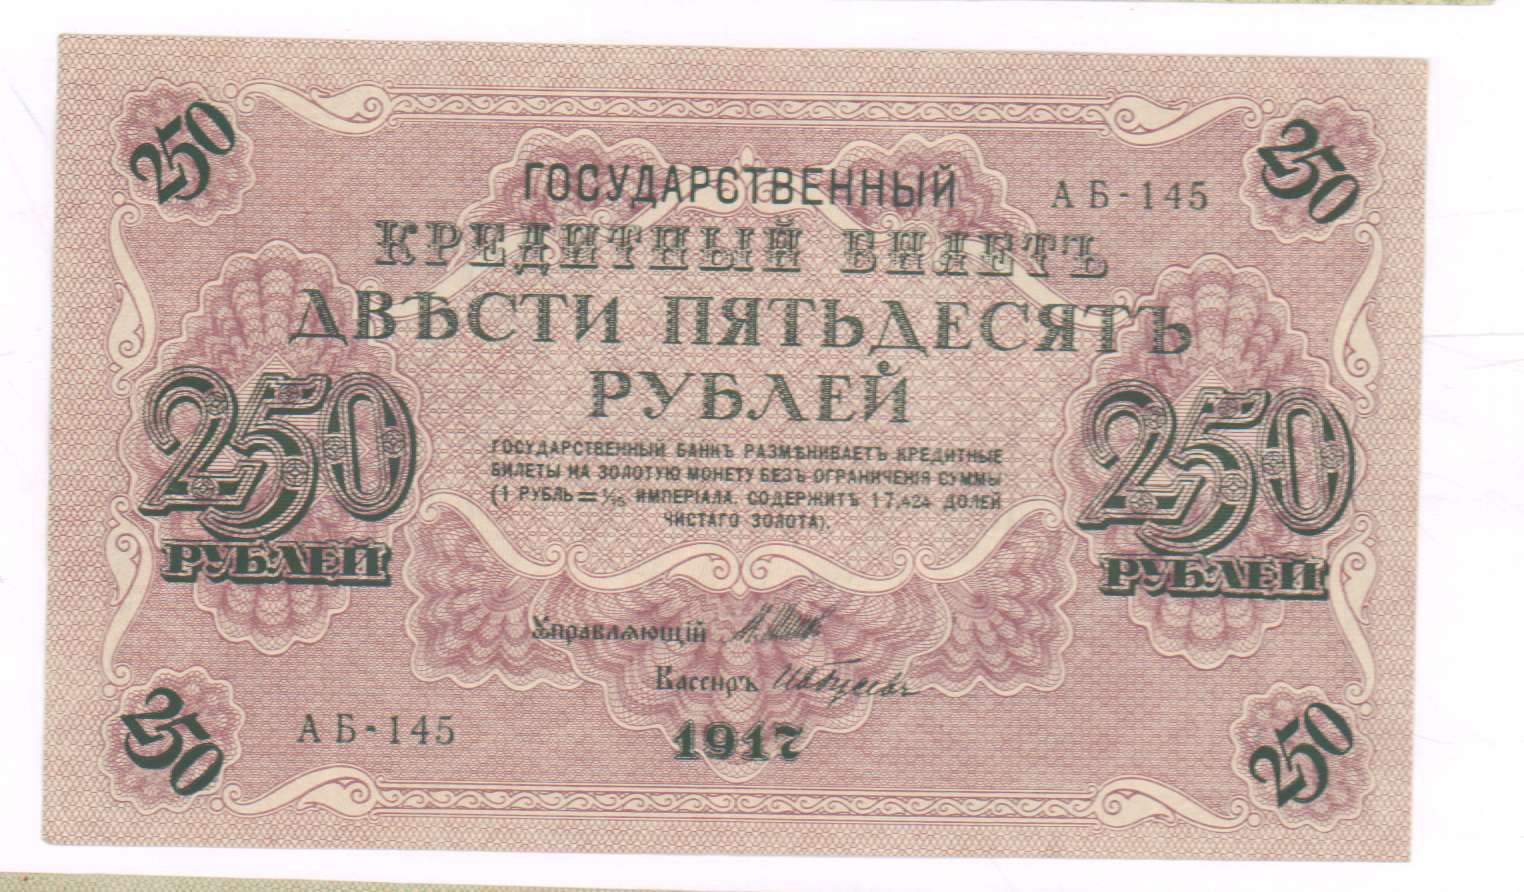 250
250
ГОСУДАРСТВЕННЫЙ
АБ-145
КРЕДИТНЫЙ БИЛЕТЪ
ДВѢСТИ ПЯТЬДЕСЯТЪ
РУБЛЕЙ
250
РУБЛЕЙ
250
РУБЛЕЙ
ГОСУДАРСТВЕННЫЙ БАНКЪ РАЗМѢНИВАЕТЪ КРЕДИТНЫЕ
БИЛЕТЫ НА ЗОЛОТУЮ МОНЕТУ БЕЗЪ ОГРАНИЧЕНІЯ СУММЫ
(1 РУБЛЬ = 1/15 ИМПЕРІАЛА, СОДЕРЖИТЪ 17,424 ДОЛЕЙ
ЧИСТАГО ЗОЛОТА).
Управляющій
Кассиръ
АБ-145
1917
250
250